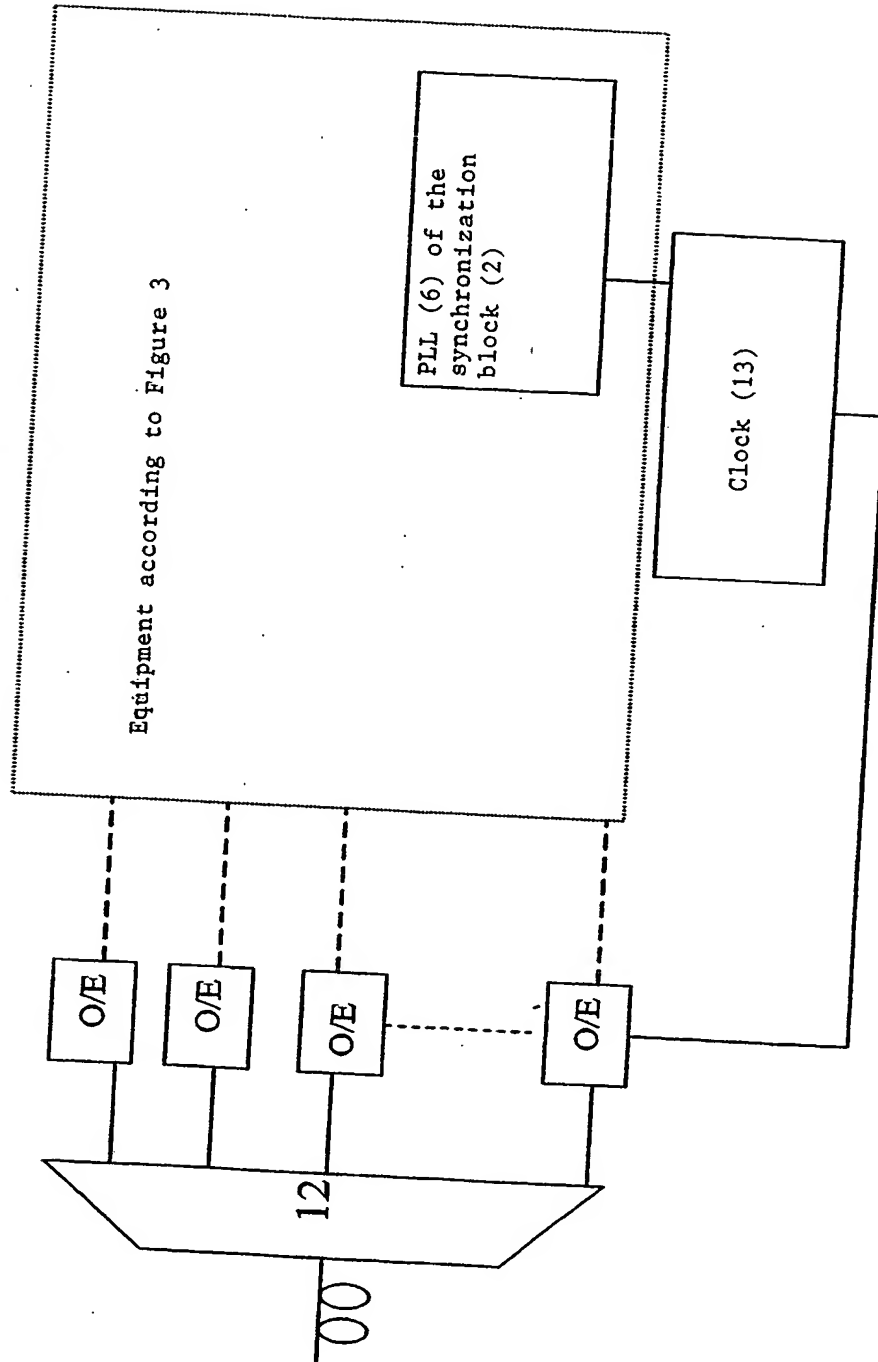 Equipment according to Figure 3
PLL (6) of the
synchronization
block (2)
Clock (13)
O/E
O/E
O/E
O/E
12